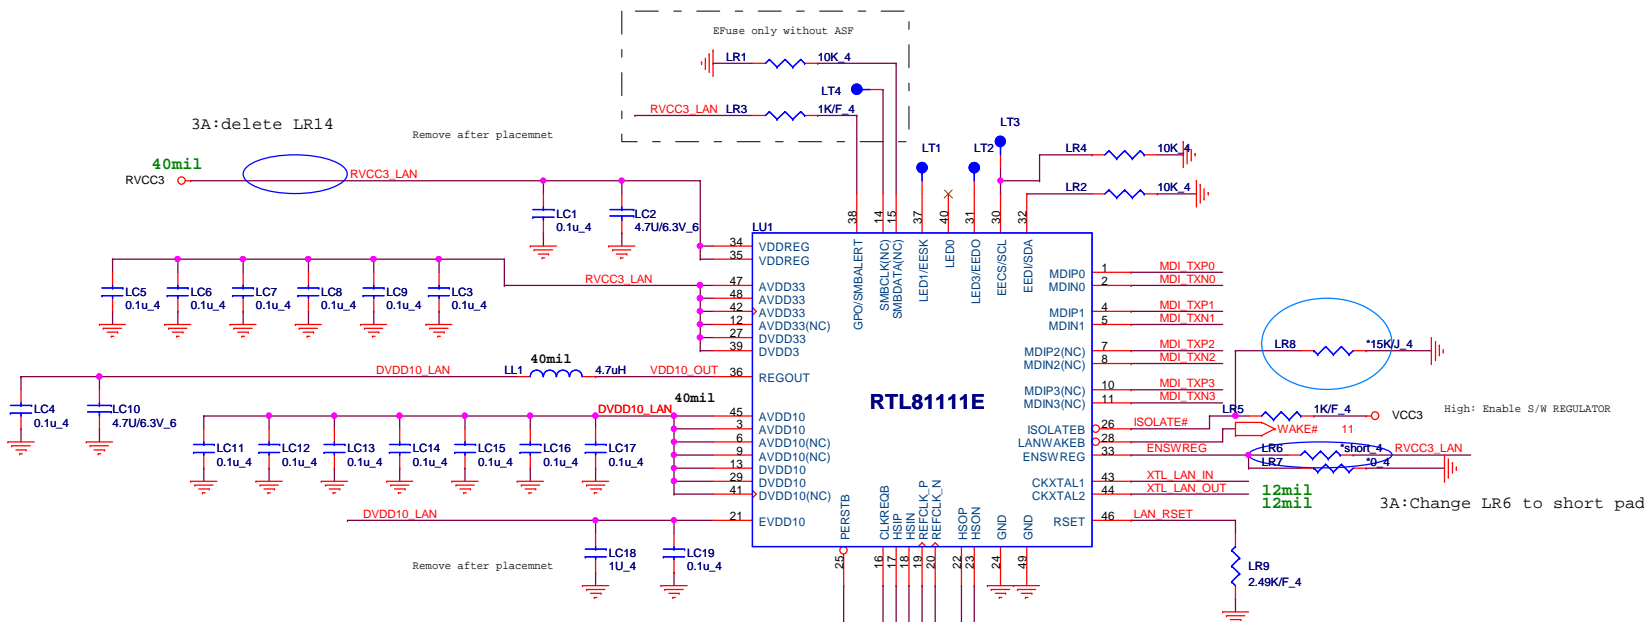 EFuse only without ASF
LR1 10K_4
LT4
RVCC3_LAN LR3 1K/F_4
3A:delete LR14
Remove after placemnet
40mil
RVCC3 RVCC3_LAN
LC1
0.1u_4
LC2
4.7U/6.3V_6
LT1
LT2
LT3
LR4 10K_4
LR2 10K_4
LU1
38 14 15 37 40 31 30 32
GPO/SMBALERT
SMBCLK(NC)
SMBDATA(NC)
LED1/EESK
LED0
LED3/EEDO
EECS/SCL
EEDI/SDA
34 VDDREG
35 VDDREG
RVCC3_LAN
47 AVDD33
48 AVDD33
42 AVDD33
12 AVDD33(NC)
27 DVDD33
39 DVDD3
LC5
0.1u_4
LC6
0.1u_4
LC7
0.1u_4
LC8
0.1u_4
LC9
0.1u_4
LC3
0.1u_4
DVDD10_LAN LL1 40mil 4.7uH VDD10_OUT 36 REGOUT
LC4
0.1u_4
LC10
4.7U/6.3V_6
40mil
DVDD10_LAN
45 AVDD10
3 AVDD10
6 AVDD10(NC)
9 AVDD10(NC)
13 DVDD10
29 DVDD10
41 DVDD10(NC)
LC11
0.1u_4
LC12
0.1u_4
LC13
0.1u_4
LC14
0.1u_4
LC15
0.1u_4
LC16
0.1u_4
LC17
0.1u_4
DVDD10_LAN 21 EVDD10
LC18
1U_4
LC19
0.1u_4
Remove after placemnet
RTL81111E
MDIP0 1 MDI_TXP0
MDIN0 2 MDI_TXN0
MDIP1 4 MDI_TXP1
MDIN1 5 MDI_TXN1
MDIP2(NC) 7 MDI_TXP2
MDIN2(NC) 8 MDI_TXN2
MDIP3(NC) 10 MDI_TXP3
MDIN3(NC) 11 MDI_TXN3
LR8 *15K/J_4
ISOLATEB 26 ISOLATE# LR5 1K/F_4 VCC3
High: Enable S/W REGULATOR
LANWAKEB 28 WAKE# 11
ENSWREG 33 ENSWREG LR6 *short_4 RVCC3_LAN
LR7 *0_4
CKXTAL1 43 XTL_LAN_IN 12mil
CKXTAL2 44 XTL_LAN_OUT 12mil
3A:Change LR6 to short pad
RSET 46 LAN_RSET
LR9
2.49K/F_4
PERSTB
CLKREQB
HSIP
HSIN
REFCLK_P
REFCLK_N
HSOP
HSON
GND
GND
25 16 17 18 19 20 22 23 24 49